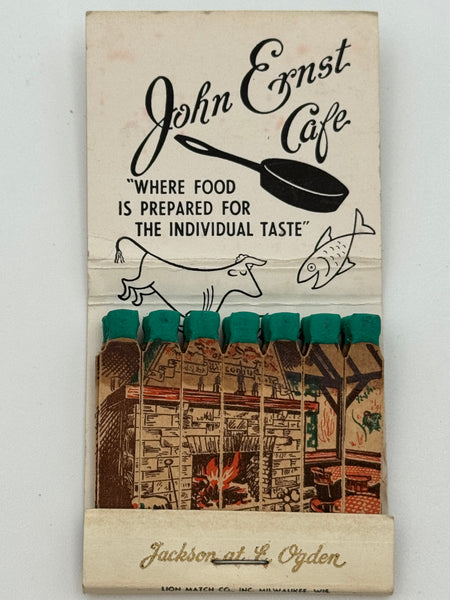 John Ernst
Cafe
"WHERE FOOD
IS PREPARED FOR
THE INDIVIDUAL TASTE"
Jackson at E. Ogden
LION MATCH CO., INC. MILWAUKEE, WIS.